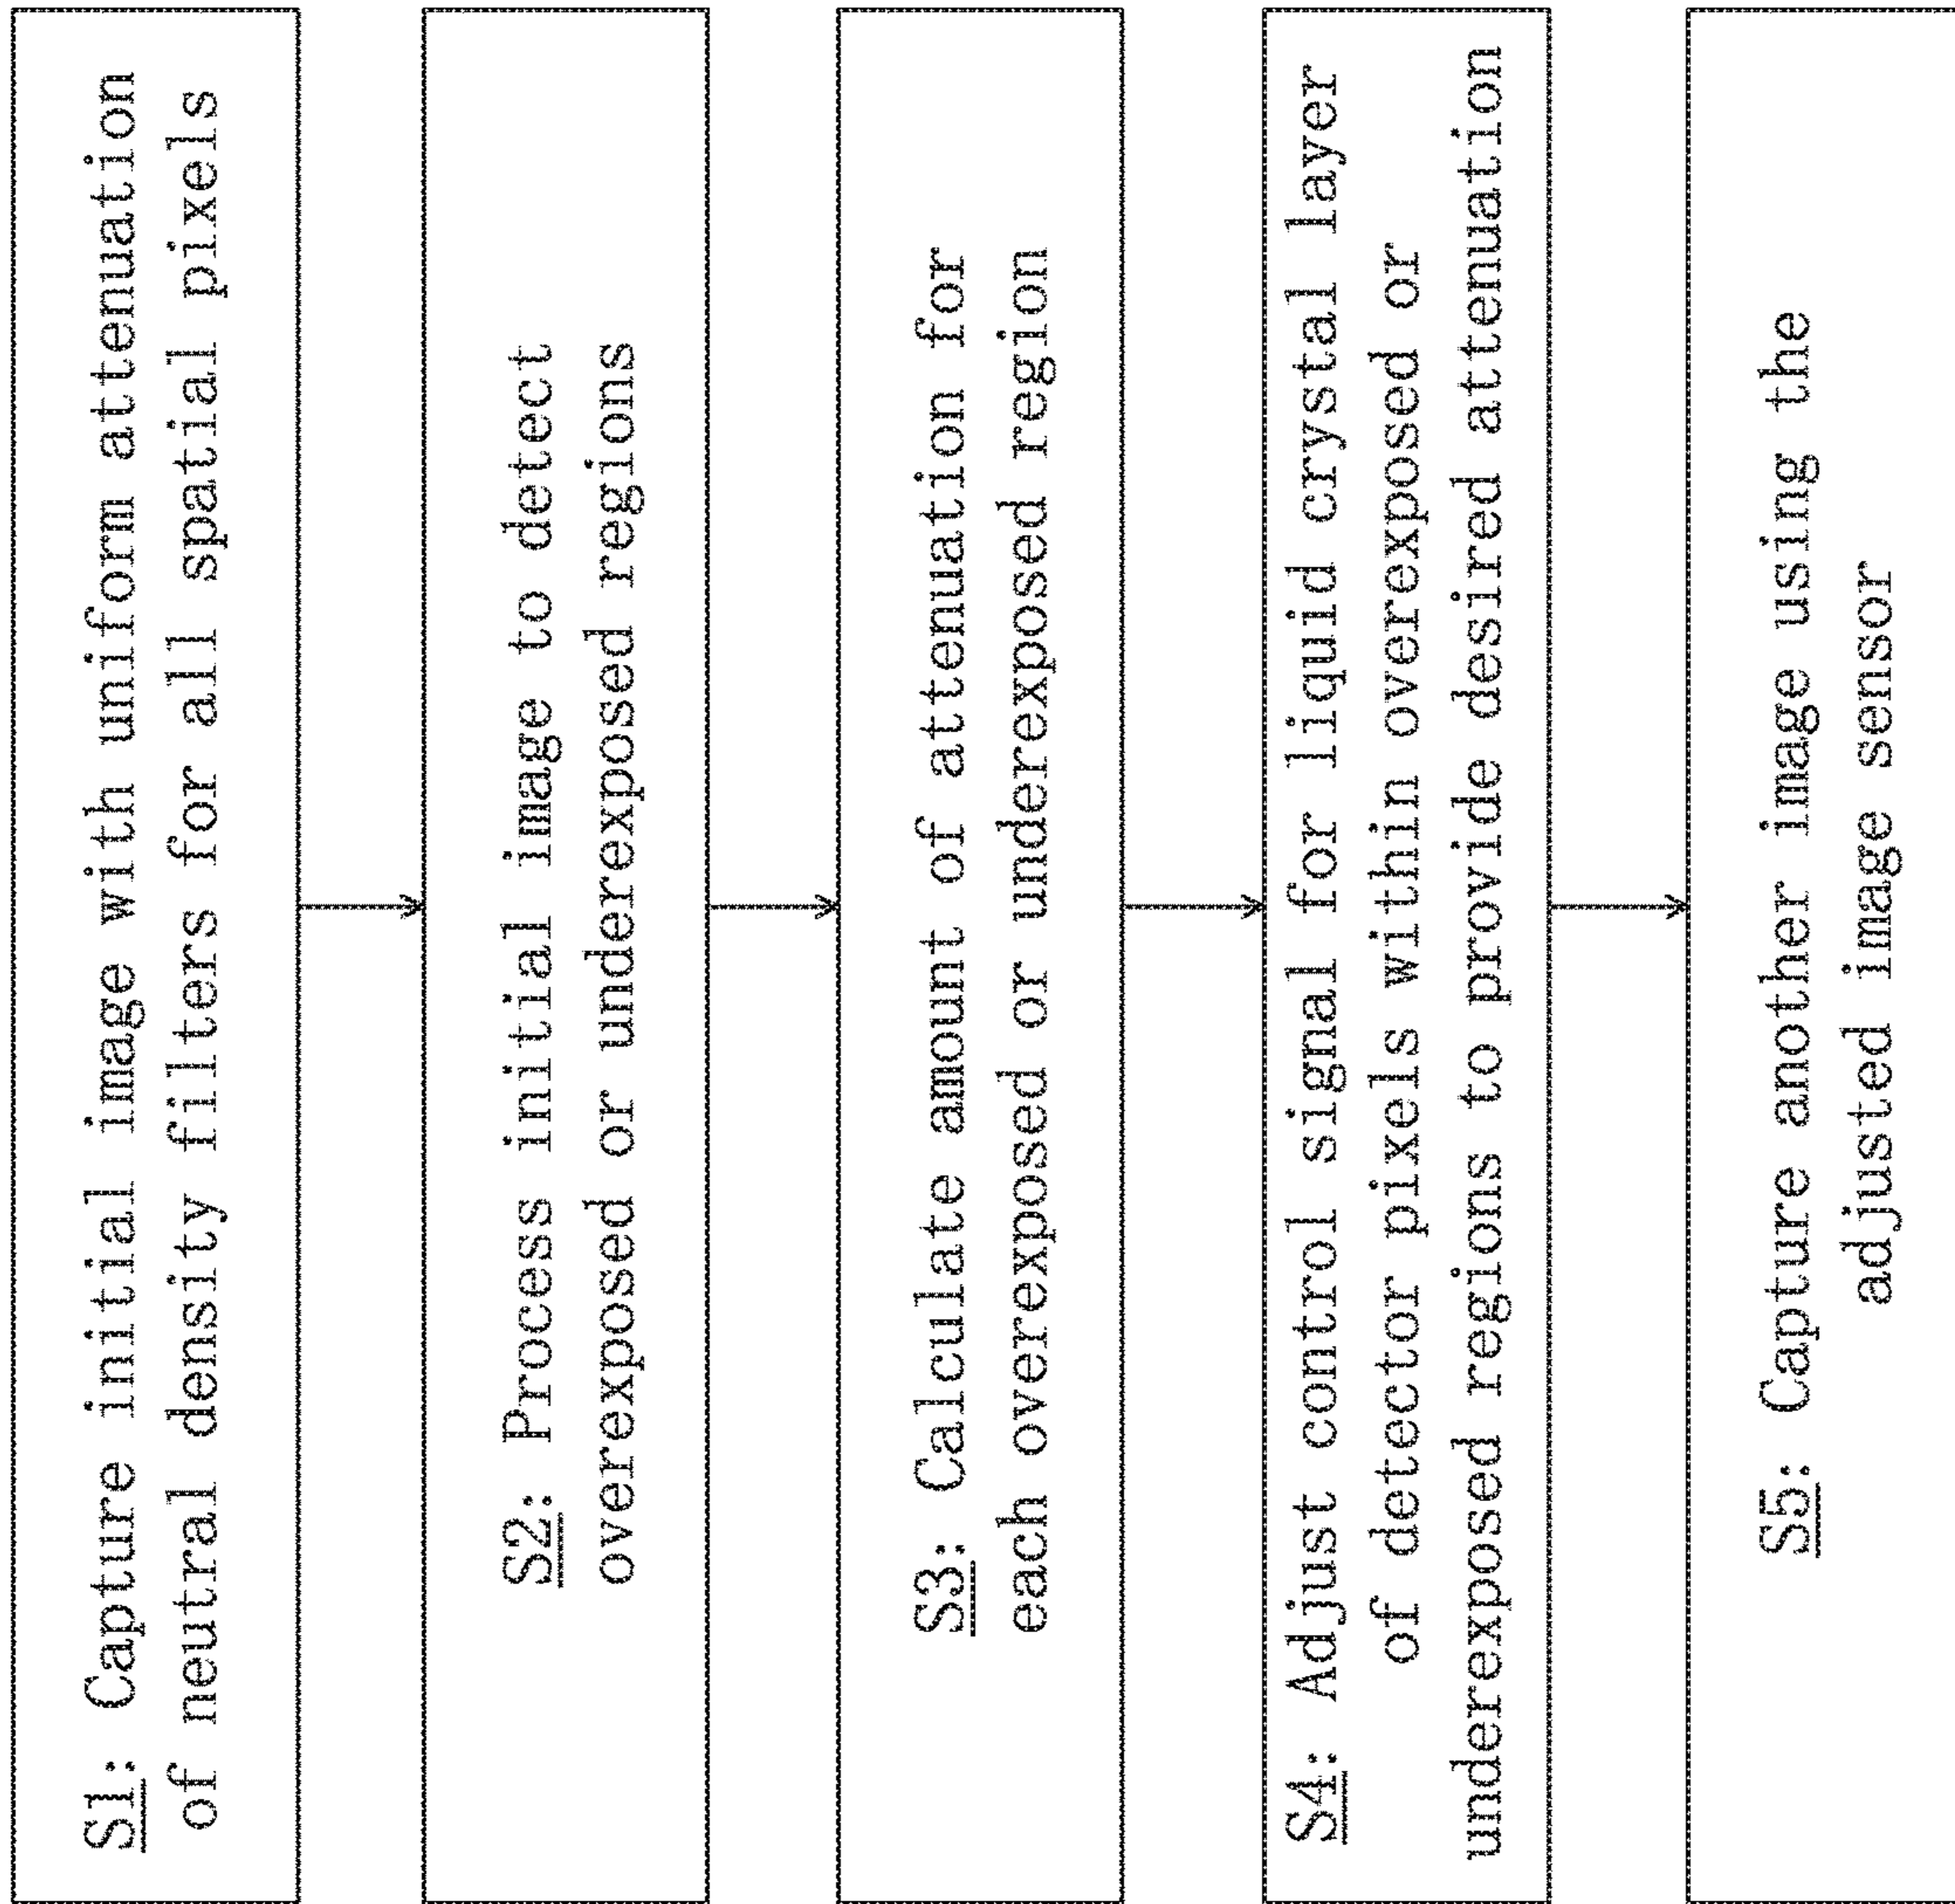 S1: Capture initial image with uniform attenuation
of neutral density filters for all spatial pixels
S2: Process initial image to detect
overexposed or underexposed regions
S3: Calculate amount of attenuation for
each overexposed or underexposed region
S4: Adjust control signal for liquid crystal layer
of detector pixels within overexposed or
underexposed regions to provide desired attenuation
S5: Capture another image using the
adjusted image sensor